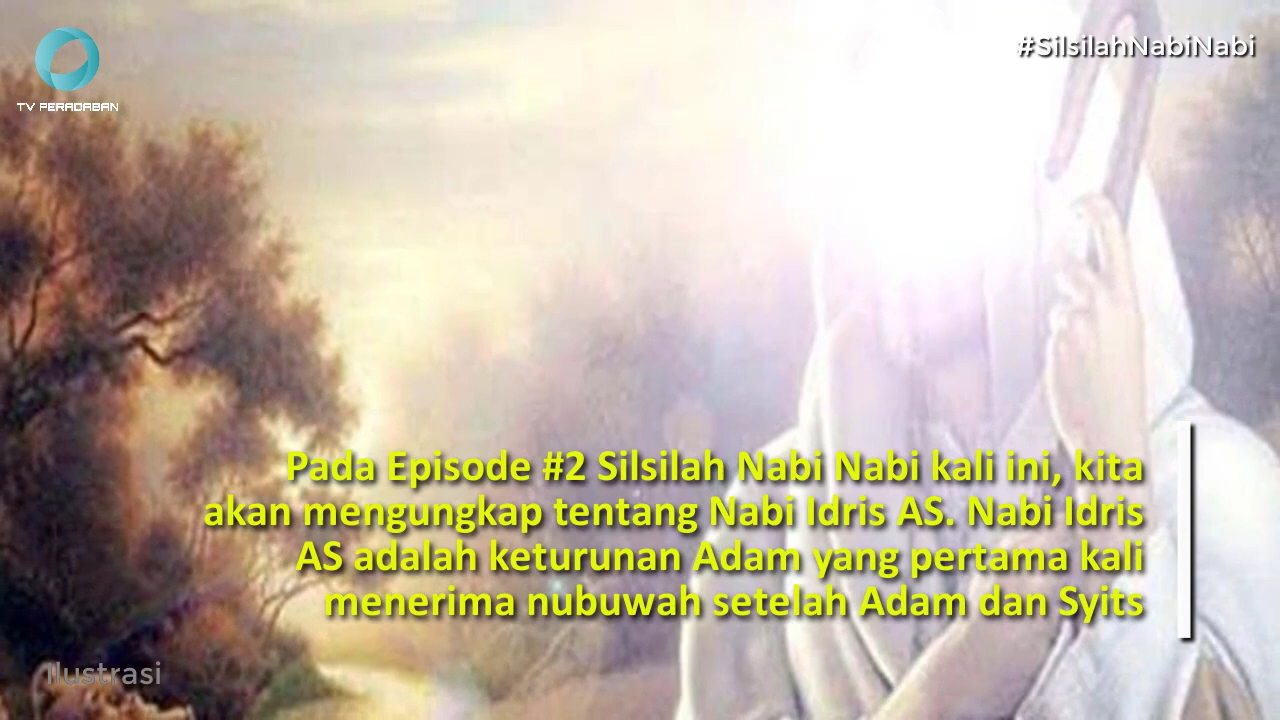 #SilsilahNabiNabi
TV PERADABAN
Pada Episode #2 Silsilah Nabi Nabi kali ini, kita
akan mengungkap tentang Nabi Idris AS. Nabi Idris
AS adalah keturunan Adam yang pertama kali
menerima nubuwah setelah Adam dan Syits
Ilustrasi